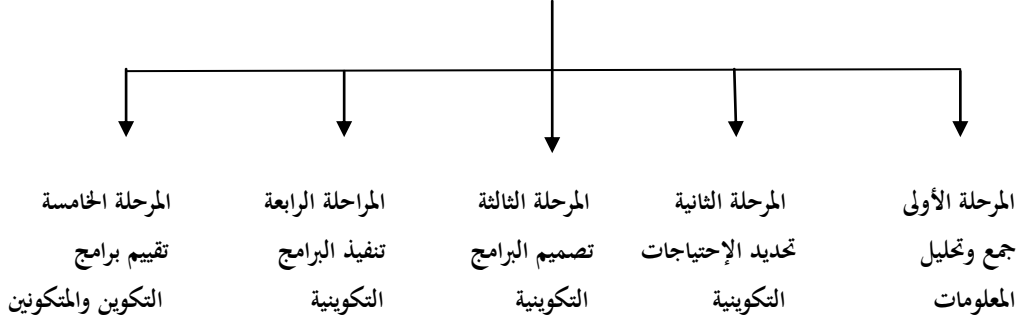 المرحلة الأولى
جمع وتحليل
المعلومات
المرحلة الثانية
تحديد الإحتياجات
التكوينية
المرحلة الثالثة
تصميم البرامج
التكوينية
المراحلة الرابعة
تنفيذ البرامج
التكوينية
المرحلة الخامسة
تقييم برامج
التكوين والمتكونين